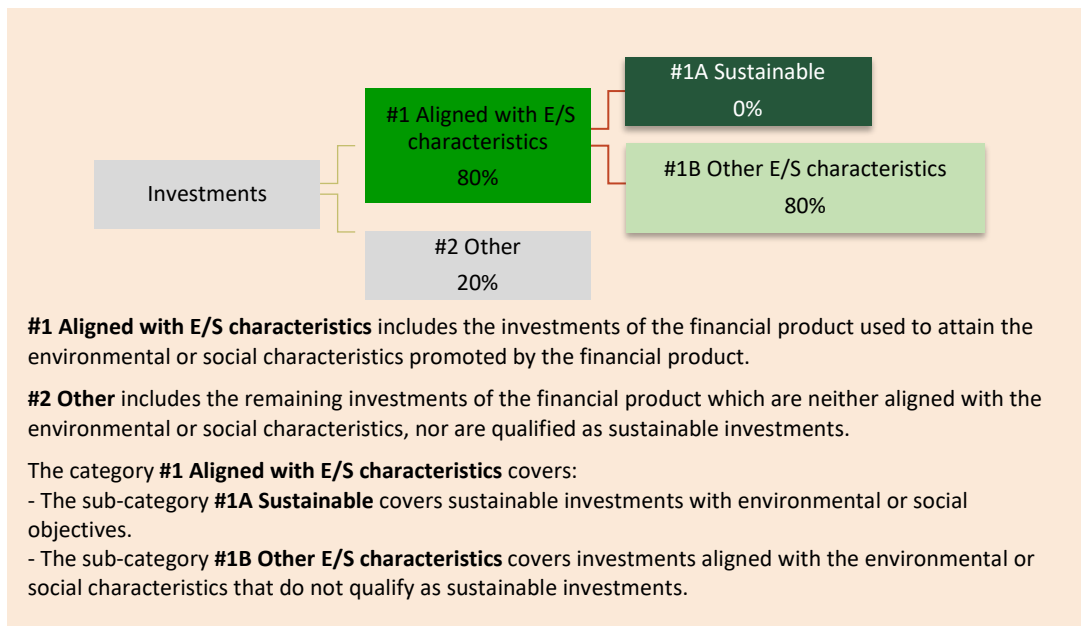 #1A Sustainable
0%
#1 Aligned with E/S
characteristics
80%
#1B Other E/S characteristics
80%
Investments
#2 Other
20%
#1 Aligned with E/S characteristics includes the investments of the financial product used to attain the
environmental or social characteristics promoted by the financial product.
#2 Other includes the remaining investments of the financial product which are neither aligned with the
environmental or social characteristics, nor are qualified as sustainable investments.
The category #1 Aligned with E/S characteristics covers:
- The sub-category #1A Sustainable covers sustainable investments with environmental or social
objectives.
- The sub-category #1B Other E/S characteristics covers investments aligned with the environmental or
social characteristics that do not qualify as sustainable investments.